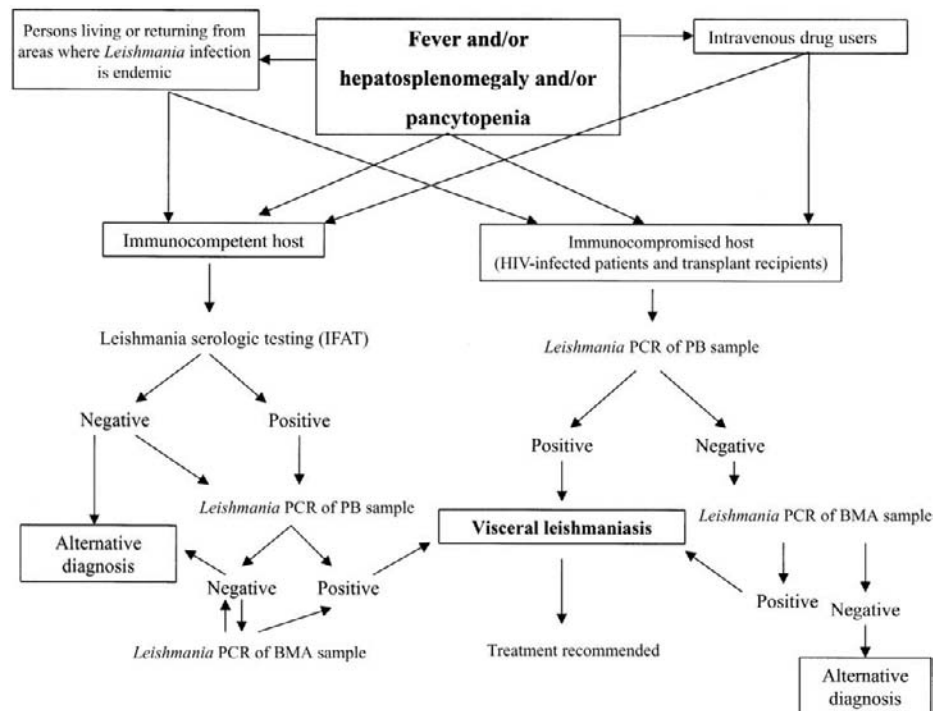 Persons living or returning from
areas where Leishmania infection
is endemic
Fever and/or
hepatosplenomegaly and/or
pancytopenia
Intravenous drug users
Immunocompetent host
Immunocompromised host
(HIV-infected patients and transplant recipients)
Leishmania serologic testing (IFAT)
Leishmania PCR of PB sample
Negative
Positive
Positive
Negative
Leishmania PCR of PB sample
Visceral leishmaniasis
Leishmania PCR of BMA sample
Alternative
diagnosis
Negative
Positive
Positive
Negative
Leishmania PCR of BMA sample
Treatment recommended
Alternative
diagnosis